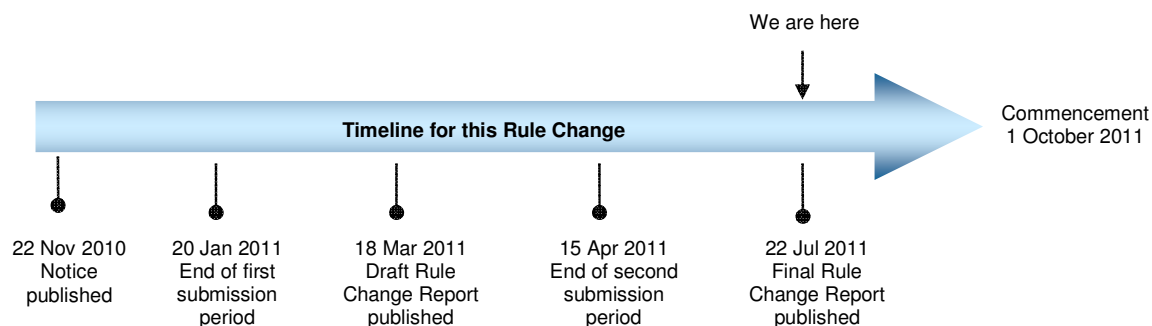 We are here
Timeline for this Rule Change
Commencement
1 October 2011
22 Nov 2010
Notice
published
20 Jan 2011
End of first
submission
period
18 Mar 2011
Draft Rule
Change Report
published
15 Apr 2011
End of second
submission
period
22 Jul 2011
Final Rule
Change Report
published